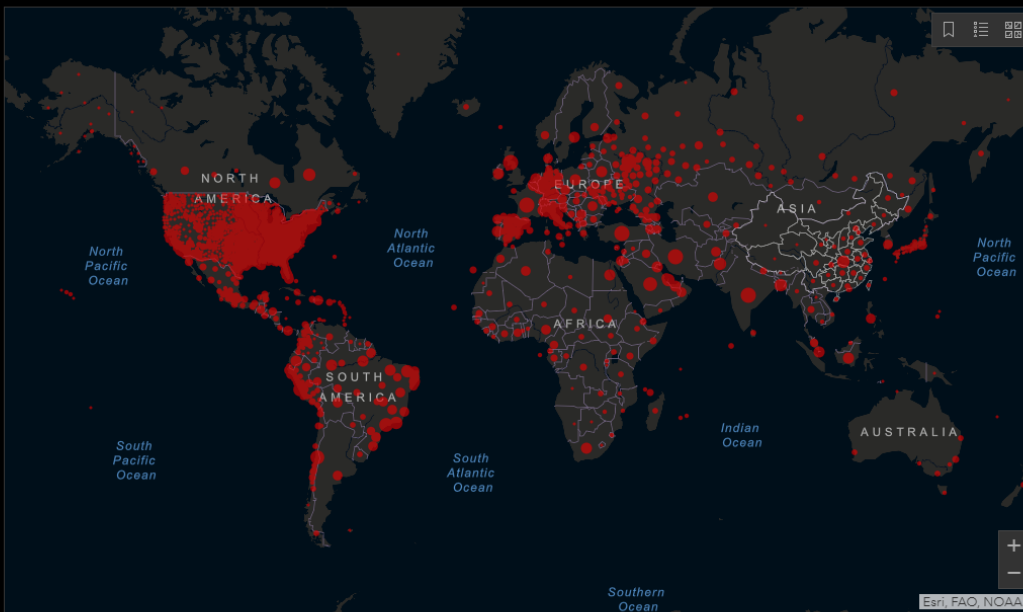 NORTH
AMERICA
EUROPE
ASIA
North
Pacific
Ocean
North
Atlantic
Ocean
North
Pacific
Ocean
AFRICA
SOUTH
AMERICA
Indian
Ocean
AUSTRALIA
South
Pacific
Ocean
South
Atlantic
Ocean
Southern
Ocean
Esri, FAO, NOAA